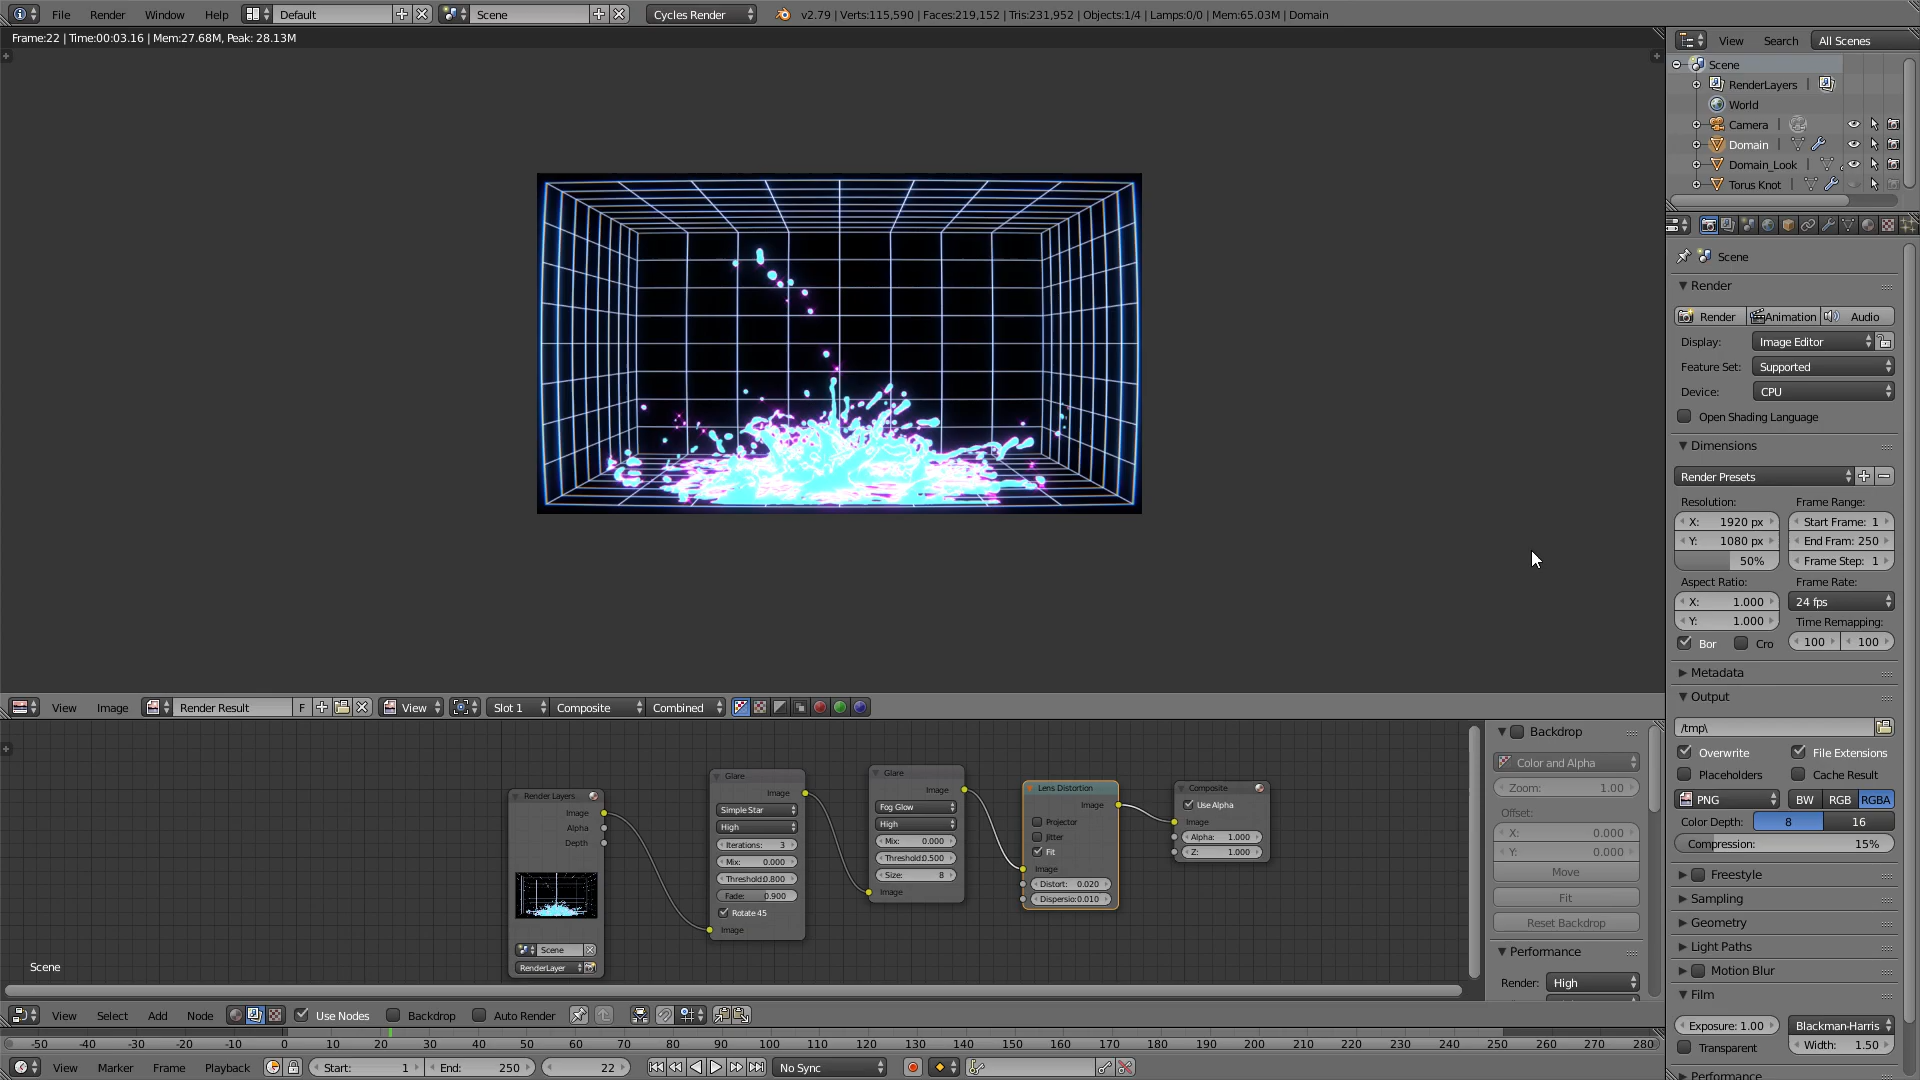 File Render Window Help Default Scene Cycles Render v2.79 | Verts:115,590 | Faces:219,152 | Tris:231,952 | Objects:1/4 | Lamps:0/0 | Mem:65.03M | Domain
Frame:22 | Time:00:03.16 | Mem:27.68M, Peak: 28.13M
View Search All Scenes
Scene
RenderLayers |
World
Camera |
Domain |
Domain_Look |
Torus Knot |
Scene
Render
Render Animation Audio
Display: Image Editor
Feature Set: Supported
Device: CPU
Open Shading Language
Dimensions
Render Presets
Resolution: Frame Range:
X: 1920 px Start Frame: 1
Y: 1080 px End Fram: 250
50% Frame Step: 1
Aspect Ratio: Frame Rate:
X: 1.000 24 fps
Y: 1.000 Time Remapping:
Bor Cro 100 100
Metadata
Output
/tmp\
Overwrite File Extensions
Placeholders Cache Result
PNG BW RGB RGBA
Color Depth: 8 16
Compression: 15%
Freestyle
Sampling
Geometry
Light Paths
Motion Blur
Film
Exposure: 1.00 Blackman-Harris
Transparent Width: 1.50
Performance
View Image Render Result F View Slot 1 Composite Combined
Render Layers
Image
Alpha
Depth
Scene
RenderLayer
Glare
Image
Simple Star
High
Iterations: 3
Mix: 0.000
Threshold:0.800
Fade: 0.900
Rotate 45
Image
Glare
Image
Fog Glow
High
Mix: 0.000
Threshold:0.500
Size: 8
Image
Lens Distortion
Image
Projector
Jitter
Fit
Image
Distort: 0.020
Dispersio:0.010
Composite
Use Alpha
Image
Alpha: 1.000
Z: 1.000
Backdrop
Color and Alpha
Zoom: 1.00
Offset:
X: 0.000
Y: 0.000
Move
Fit
Reset Backdrop
Performance
Render: High
Scene
View Select Add Node Use Nodes Backdrop Auto Render
-50 -40 -30 -20 -10 0 10 20 30 40 50 60 70 80 90 100 110 120 130 140 150 160 170 180 190 200 210 220 230 240 250 260 270 280
View Marker Frame Playback Start: 1 End: 250 22 No Sync